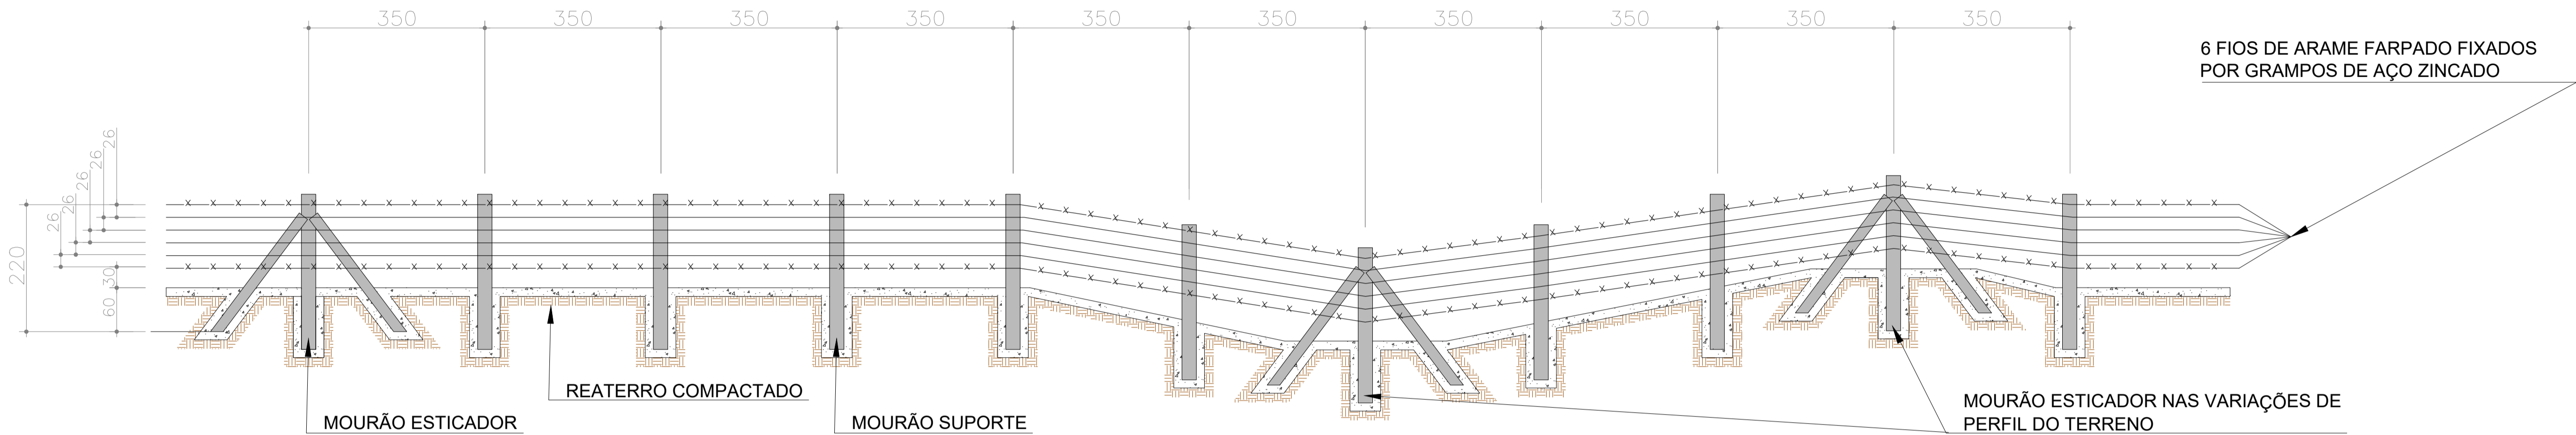 350 350 350 350 350 350 350 350 350 350
6 FIOS DE ARAME FARPADO FIXADOS
POR GRAMPOS DE AÇO ZINCADO
26
26
26
26
26
220
30
60
REATERRO COMPACTADO
MOURÃO ESTICADOR
MOURÃO SUPORTE
MOURÃO ESTICADOR NAS VARIAÇÕES DE
PERFIL DO TERRENO